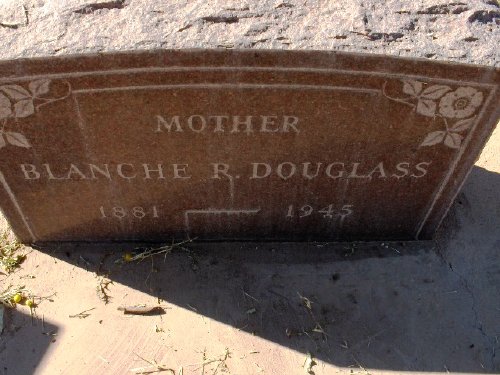 MOTHER
BLANCHE R. DOUGLASS
1881 1945